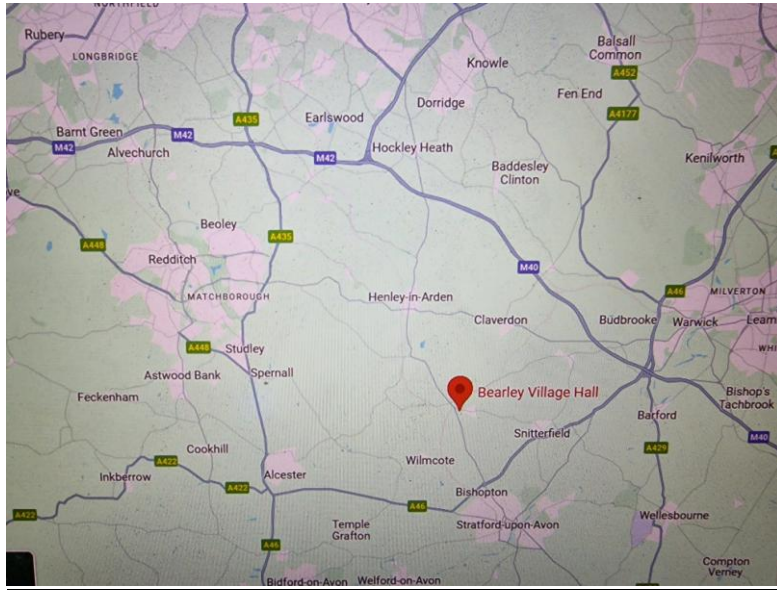 NORTHFIELD
Rubery
LONGBRIDGE
Balsall
Common
A452
Knowle
Fen End
Dorridge
A4177
A435
Earlswood
Barnt Green
M42
M42
Alvechurch
M42
Hockley Heath
Kenilworth
Baddesley
Clinton
Beoley
A435
A448
Redditch
M40
MATCHBOROUGH
Henley-in-Arden
A46
MILVERTON
Claverdon
Budbrooke
Warwick
Leam
A448
Studley
Spernall
Astwood Bank
Feckenham
Bearley Village Hall
Bishop's
Tachbrook
Barford
Snitterfield
M40
A429
Cookhill
A422
Wilmcote
Inkberrow
A422
Alcester
Bishopton
A46
A422
Temple
Grafton
Stratford-upon-Avon
Wellesbourne
A46
Compton
Verney
Bidford-on-Avon
Welford-on-Avon